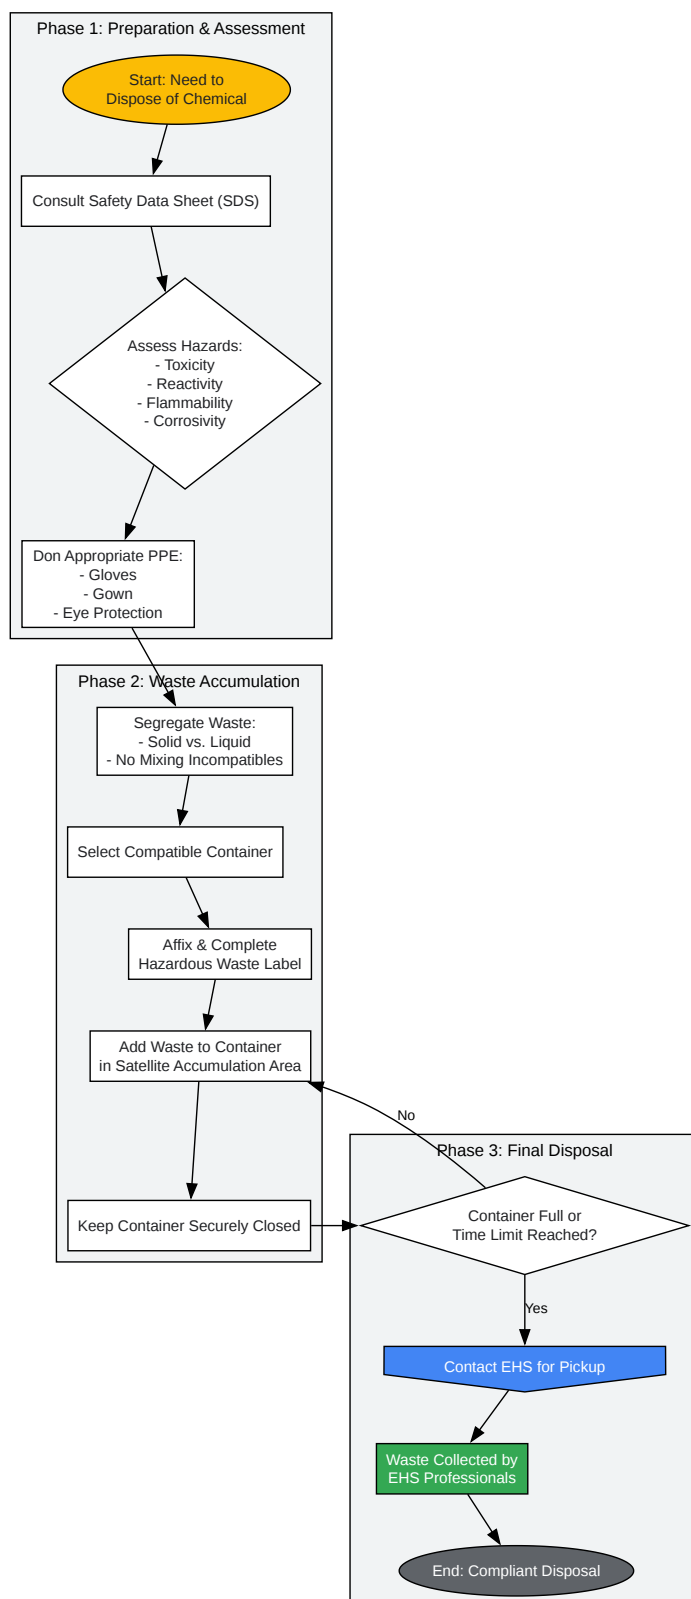 Phase 1: Preparation & Assessment
Start: Need to
Dispose of Chemical
Consult Safety Data Sheet (SDS)
Assess Hazards:
- Toxicity
- Reactivity
- Flammability
- Corrosivity
Don Appropriate PPE:
- Gloves
- Gown
- Eye Protection
Phase 2: Waste Accumulation
Segregate Waste:
- Solid vs. Liquid
- No Mixing Incompatibles
Select Compatible Container
Affix & Complete
Hazardous Waste Label
Add Waste to Container
in Satellite Accumulation Area
No
Phase 3: Final Disposal
Keep Container Securely Closed
Container Full or
Time Limit Reached?
Yes
Contact EHS for Pickup
Waste Collected by
EHS Professionals
End: Compliant Disposal